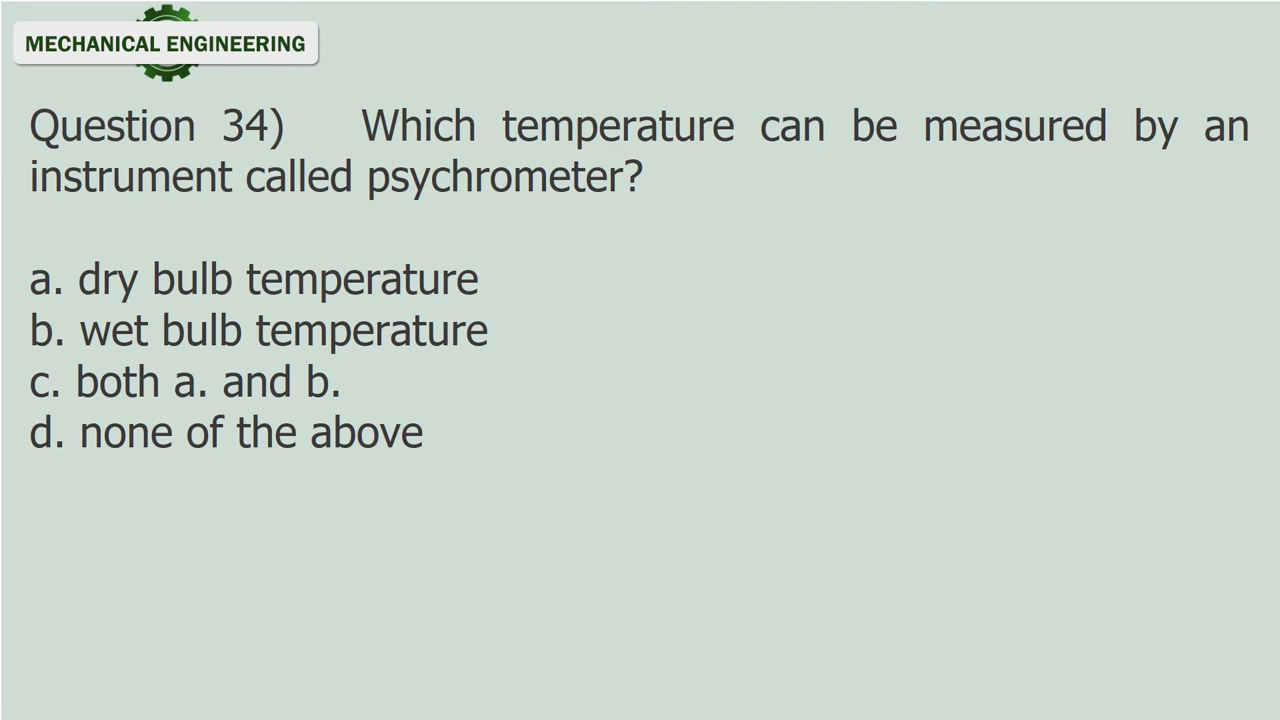 MECHANICAL ENGINEERING
Question 34) Which temperature can be measured by an
instrument called psychrometer?
a. dry bulb temperature
b. wet bulb temperature
c. both a. and b.
d. none of the above